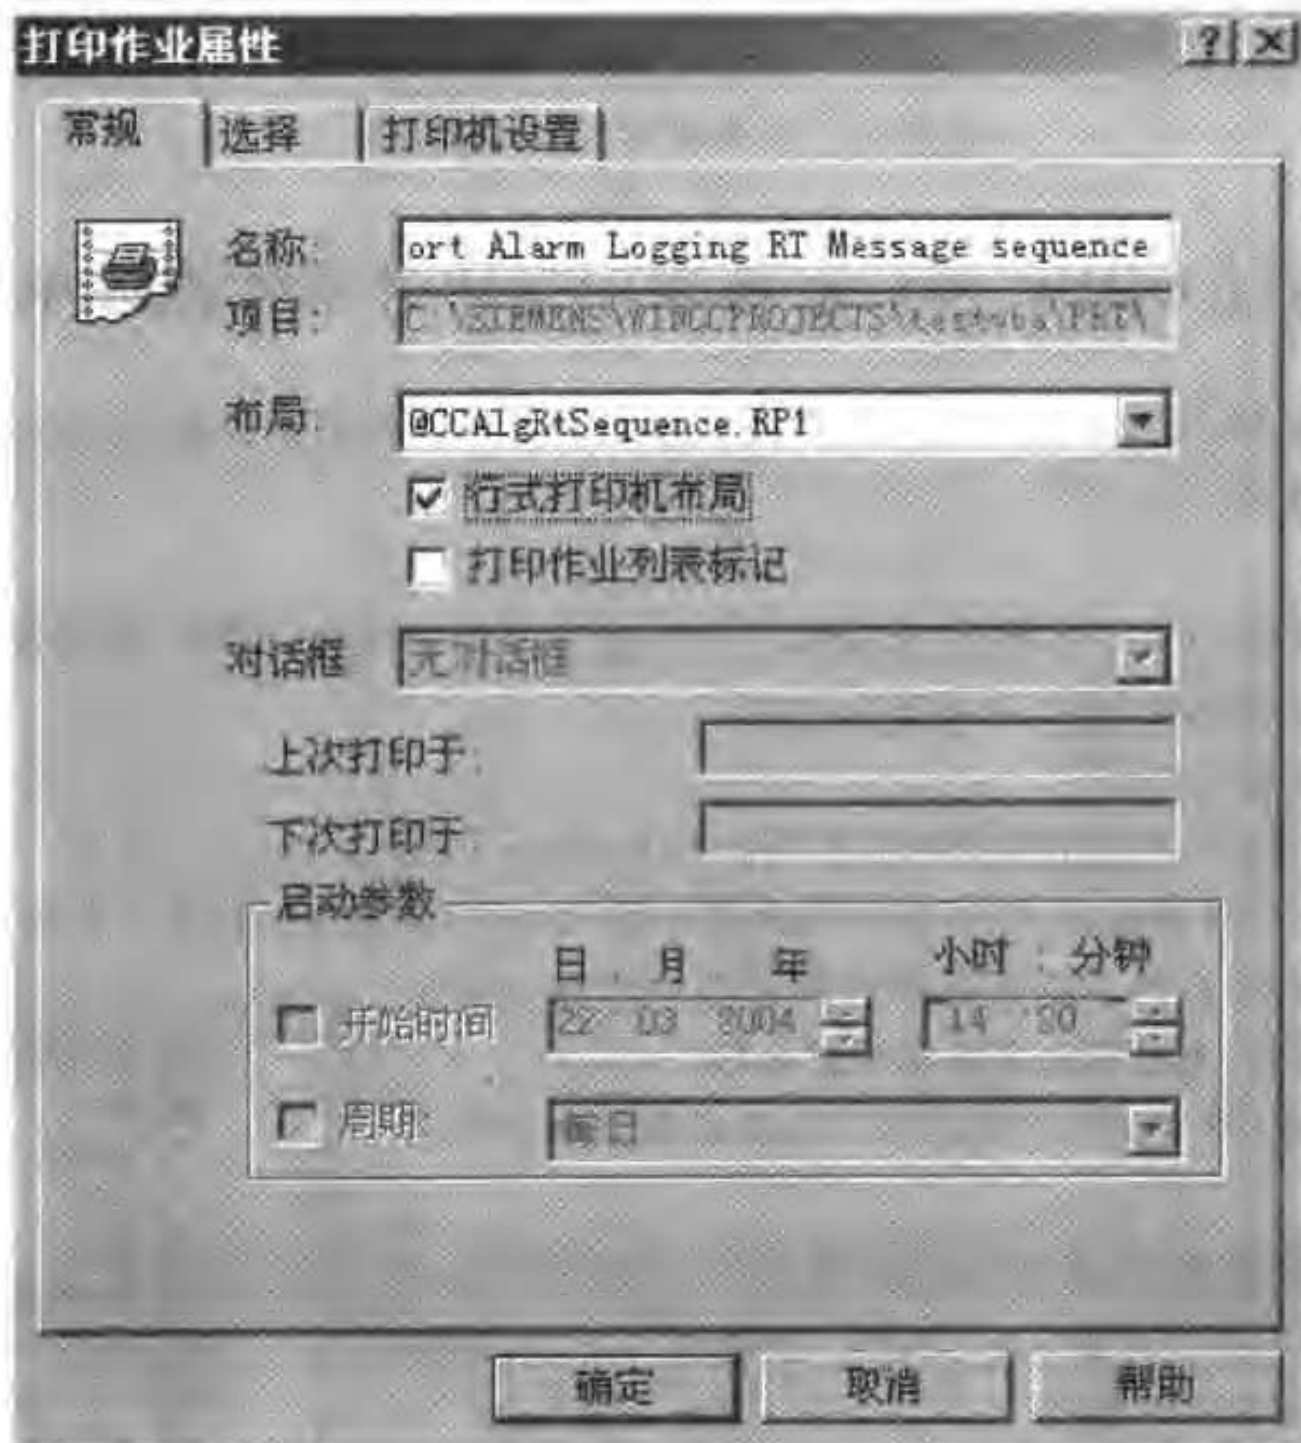 打印作业属性
常规 选择 打印机设置
名称: ort Alarm Logging RT Message sequence
项目: C:\SIEMENS\WINCCPROJECTS\testvba\PRT\
布局: @CCAlgRtSequence.RP1
行式打印机布局
打印作业列表标记
对话框 无对话框
上次打印于:
下次打印于:
启动参数
日 . 月 . 年 小时 : 分钟
开始时间 22 03 2004 14
周期: 每日
确定 取消 帮助